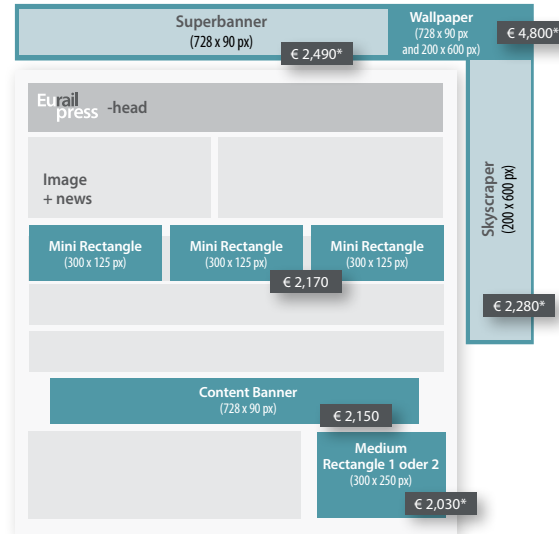 Superbanner
(728 x 90 px)
€ 2,490*
Wallpaper
(728 x 90 px
and 200 x 600 px)
€ 4,800*
Eurail
press
-head
Skyscraper
(200 x 600 px)
€ 2,280*
Image
+ news
Mini Rectangle
(300 x 125 px)
Mini Rectangle
(300 x 125 px)
Mini Rectangle
(300 x 125 px)
€ 2,170
Content Banner
(728 x 90 px)
€ 2,150
Medium
Rectangle 1 oder 2
(300 x 250 px)
€ 2,030*